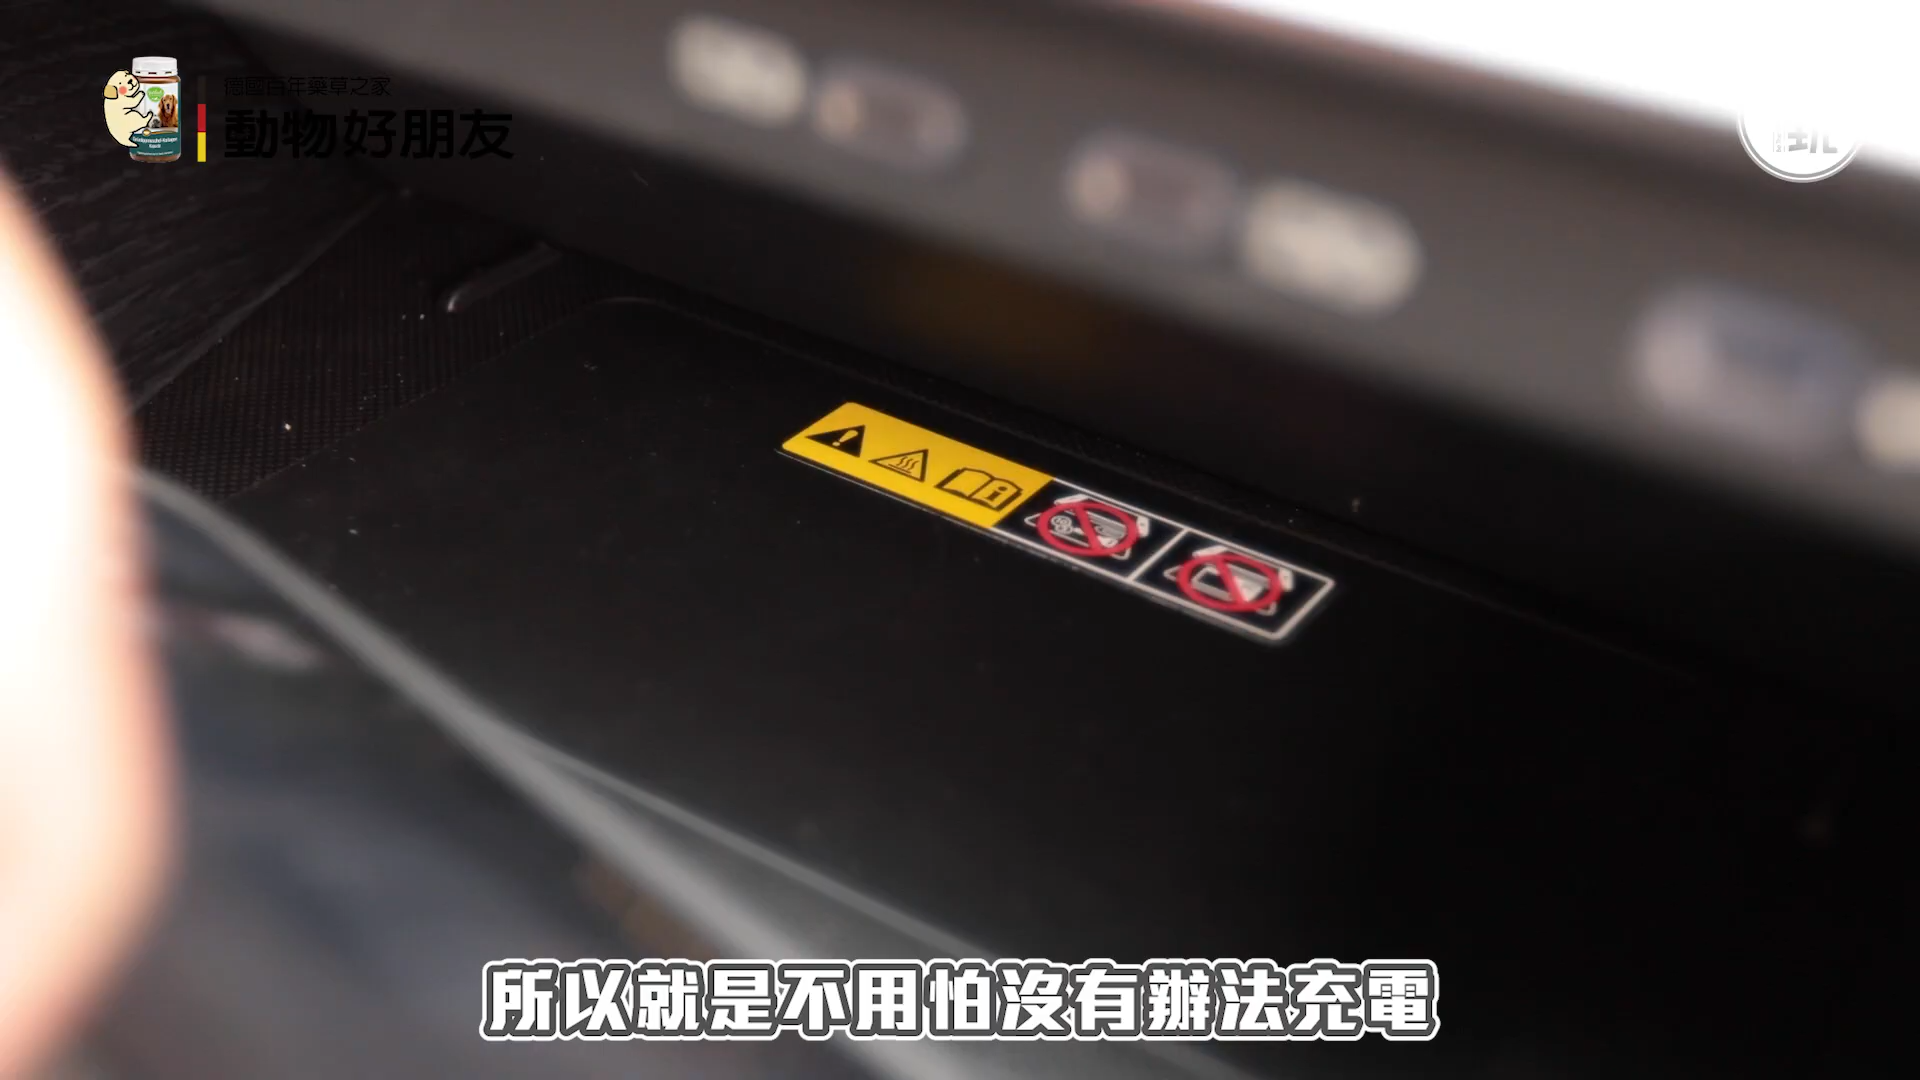 德國百年藥草之家
動物好朋友
所以就是不用怕沒有辦法充電